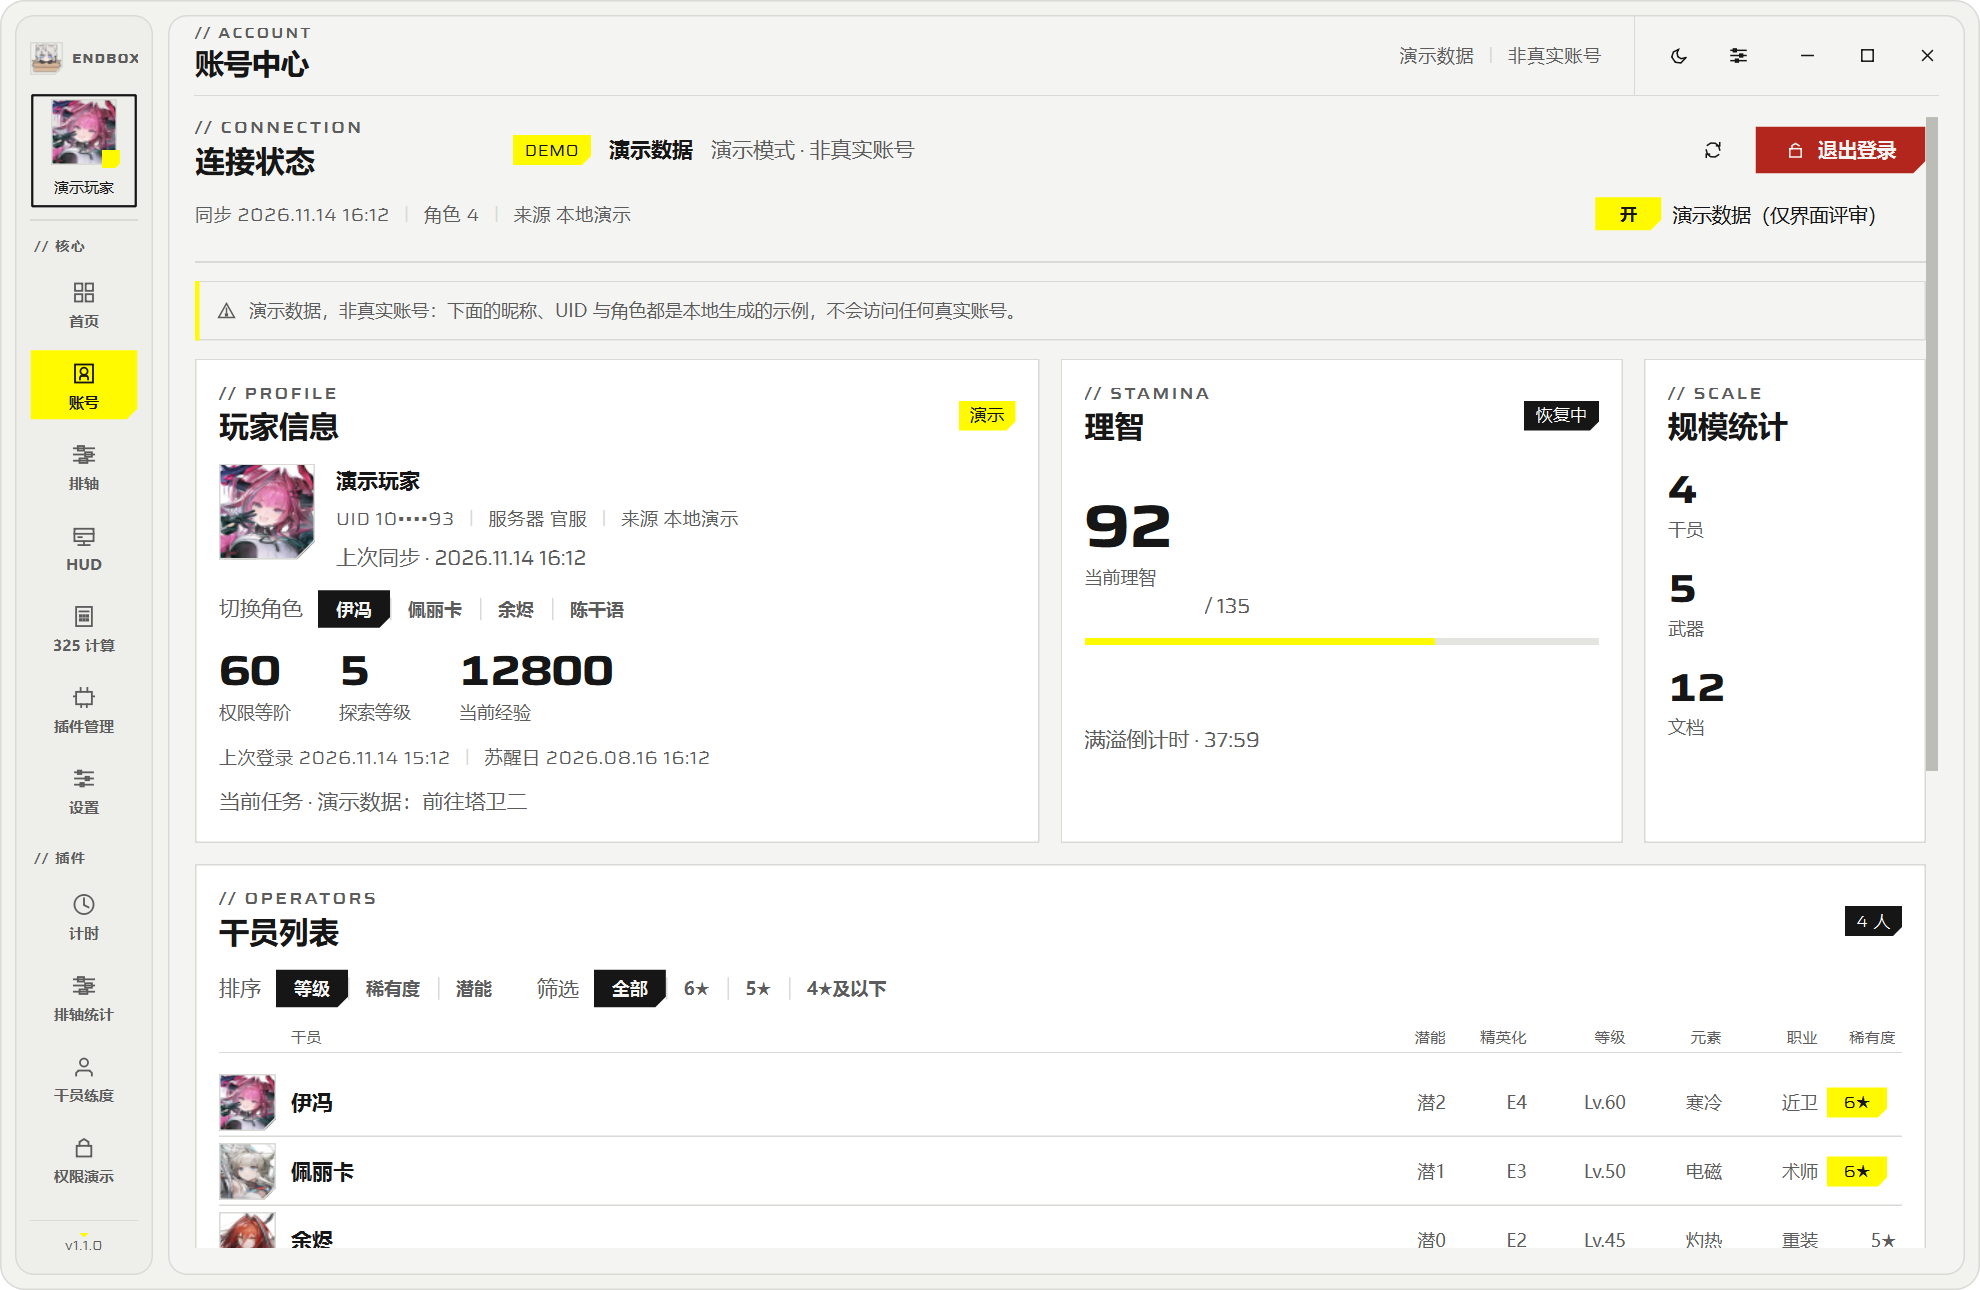 ENDBOX
演示玩家
// 核心
首页
账号
排轴
HUD
325 计算
插件管理
设置
// 插件
计时
排轴统计
干员练度
权限演示
v1.1.0
// ACCOUNT
账号中心
演示数据 非真实账号
// CONNECTION
连接状态
DEMO 演示数据 演示模式 · 非真实账号
退出登录
同步 2026.11.14 16:12 角色 4 来源 本地演示
开 演示数据（仅界面评审）
演示数据，非真实账号：下面的昵称、UID 与角色都是本地生成的示例，不会访问任何真实账号。
// PROFILE
玩家信息
演示
演示玩家
UID 10····93 服务器 官服 来源 本地演示
上次同步 · 2026.11.14 16:12
切换角色 伊冯 佩丽卡 余烬 陈千语
60 5 12800
权限等阶 探索等级 当前经验
上次登录 2026.11.14 15:12 苏醒日 2026.08.16 16:12
当前任务 · 演示数据：前往塔卫二
// STAMINA
理智
恢复中
92
当前理智
/ 135
满溢倒计时 · 37:59
// SCALE
规模统计
4
干员
5
武器
12
文档
// OPERATORS
干员列表
4 人
排序 等级 稀有度 潜能 筛选 全部 6★ 5★ 4★及以下
干员 潜能 精英化 等级 元素 职业 稀有度
伊冯 潜2 E4 Lv.60 寒冷 近卫 6★
佩丽卡 潜1 E3 Lv.50 电磁 术师 6★
余烬 潜0 E2 Lv.45 灼热 重装 5★